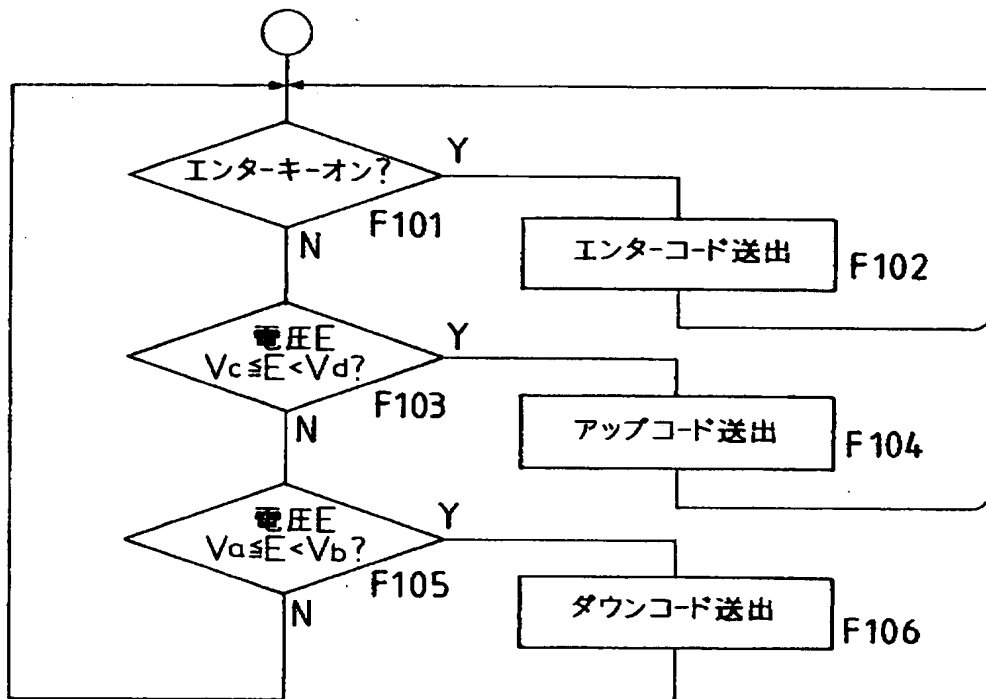 エンターキーオン?
Y
F101
N
エンターコード送出
F102
電圧E
Vc≦E<Vd?
Y
F103
N
アップコード送出
F104
電圧E
Va≦E<Vb?
Y
F105
N
ダウンコード送出
F106